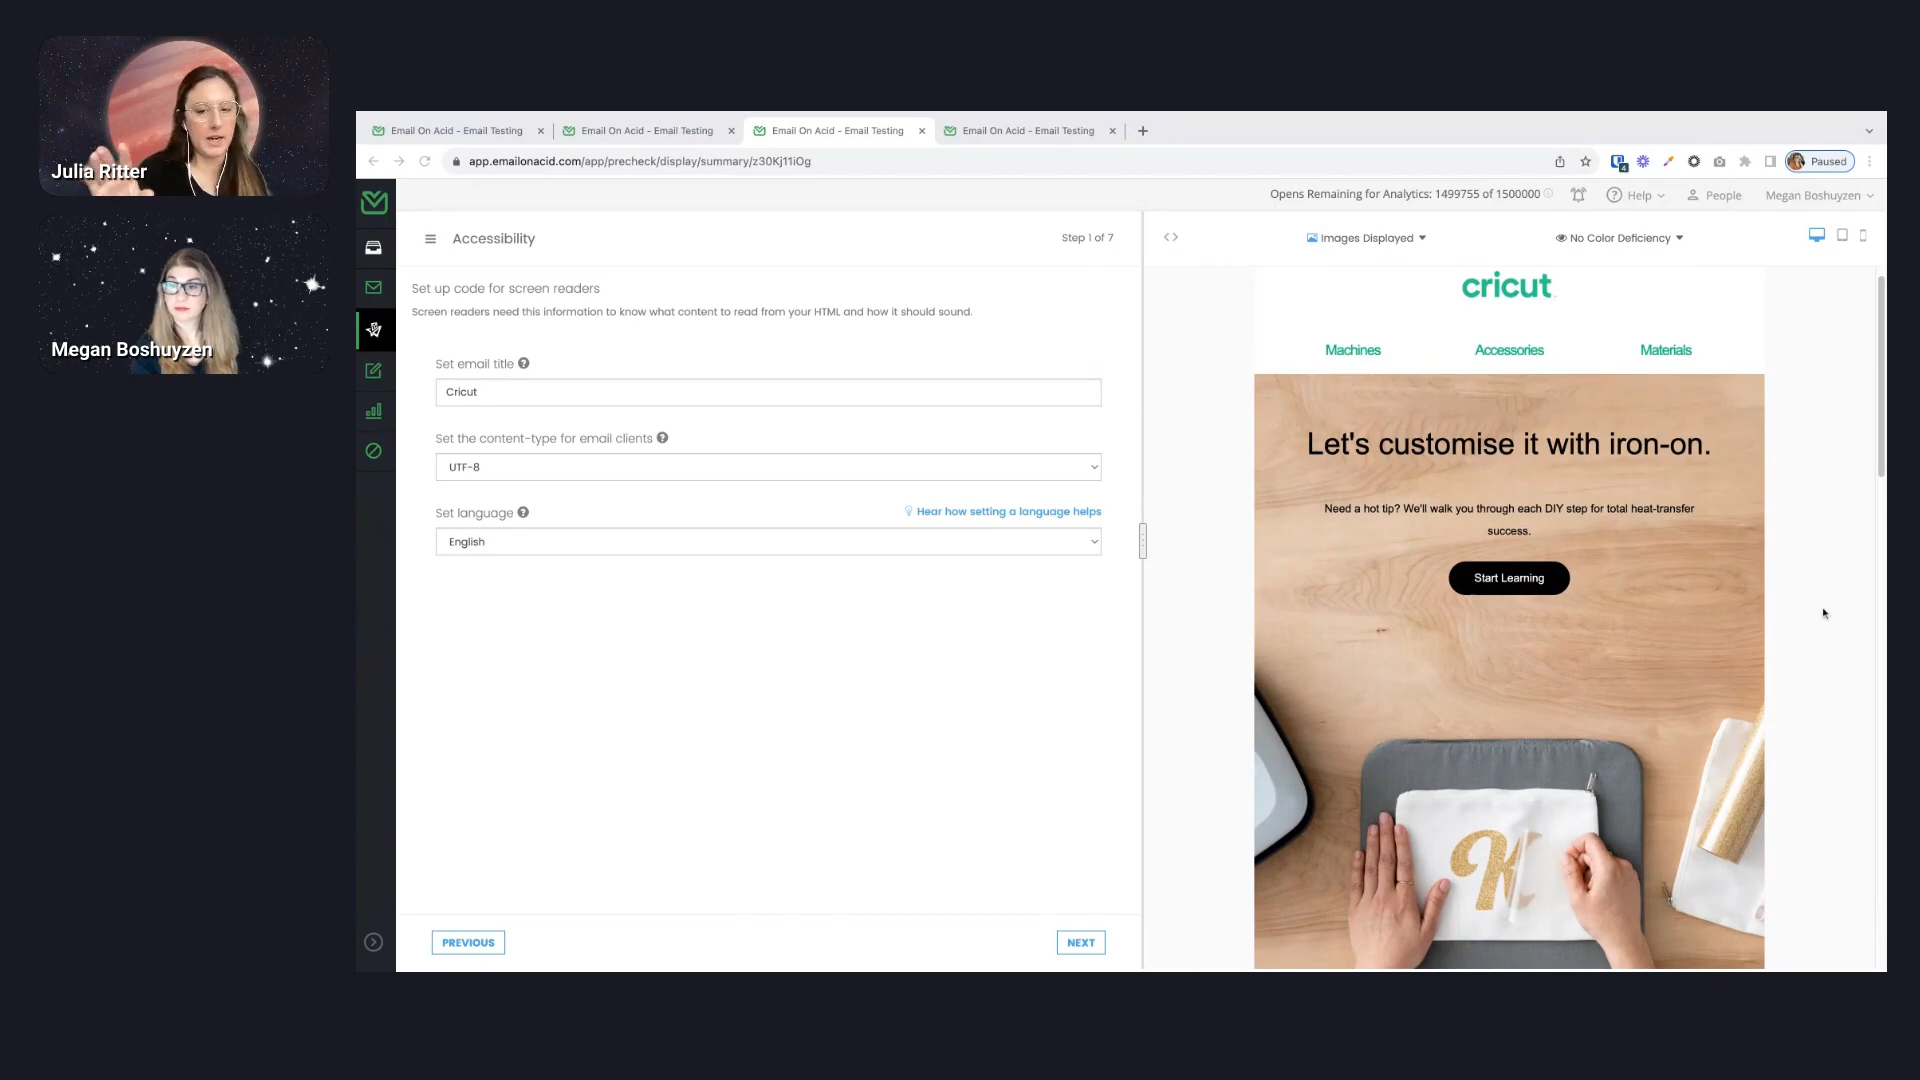 Julia Ritter
Megan Boshuyzen
Email On Acid - Email Testing
Email On Acid - Email Testing
Email On Acid - Email Testing
Email On Acid - Email Testing
app.emailonacid.com/app/precheck/display/summary/z30Kj11iOg
Paused
Opens Remaining for Analytics: 1499755 of 1500000
Help
People
Megan Boshuyzen
Accessibility
Step 1 of 7
Set up code for screen readers
Screen readers need this information to know what content to read from your HTML and how it should sound.
Set email title
Cricut
Set the content-type for email clients
UTF-8
Set language
Hear how setting a language helps
English
PREVIOUS
NEXT
Images Displayed
No Color Deficiency
cricut
Machines
Accessories
Materials
Let's customise it with iron-on.
Need a hot tip? We'll walk you through each DIY step for total heat-transfer
success.
Start Learning
K